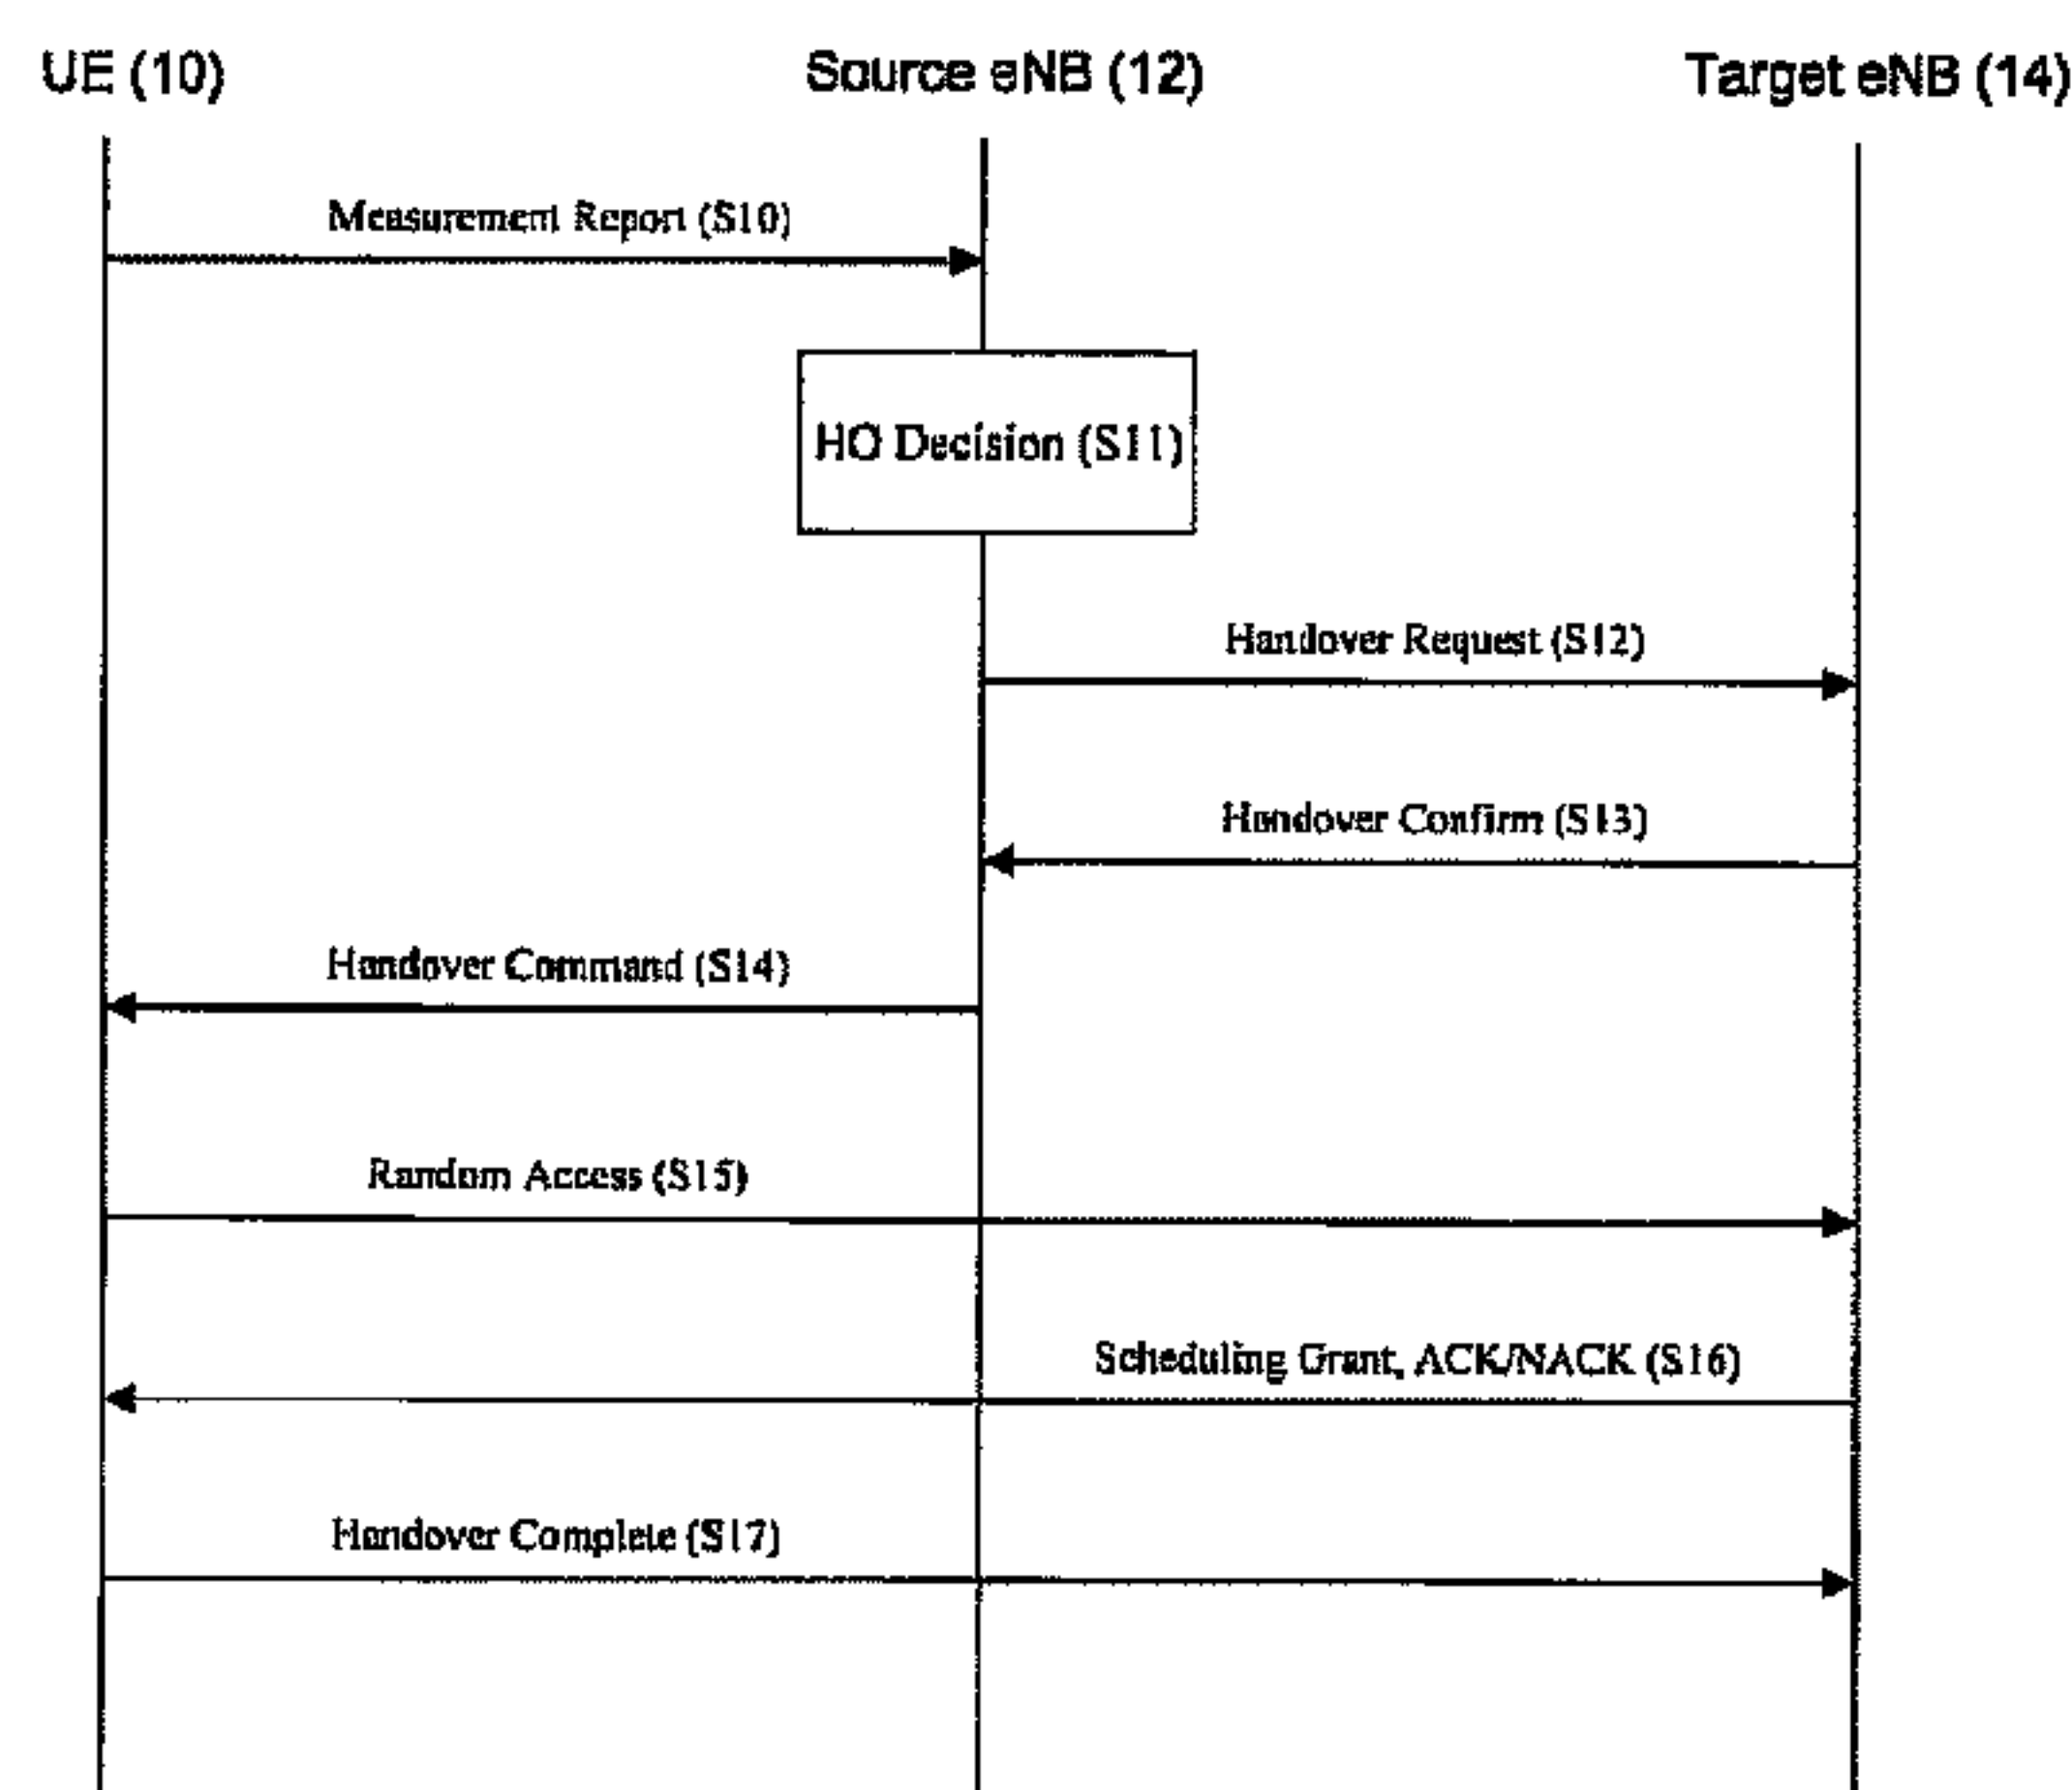 UE (10)
Source eNB (12)
Target eNB (14)
Measurement Report (S10)
HO Decision (S11)
Handover Request (S12)
Handover Confirm (S13)
Handover Command (S14)
Random Access (S15)
Scheduling Grant, ACK/NACK (S16)
Handover Complete (S17)